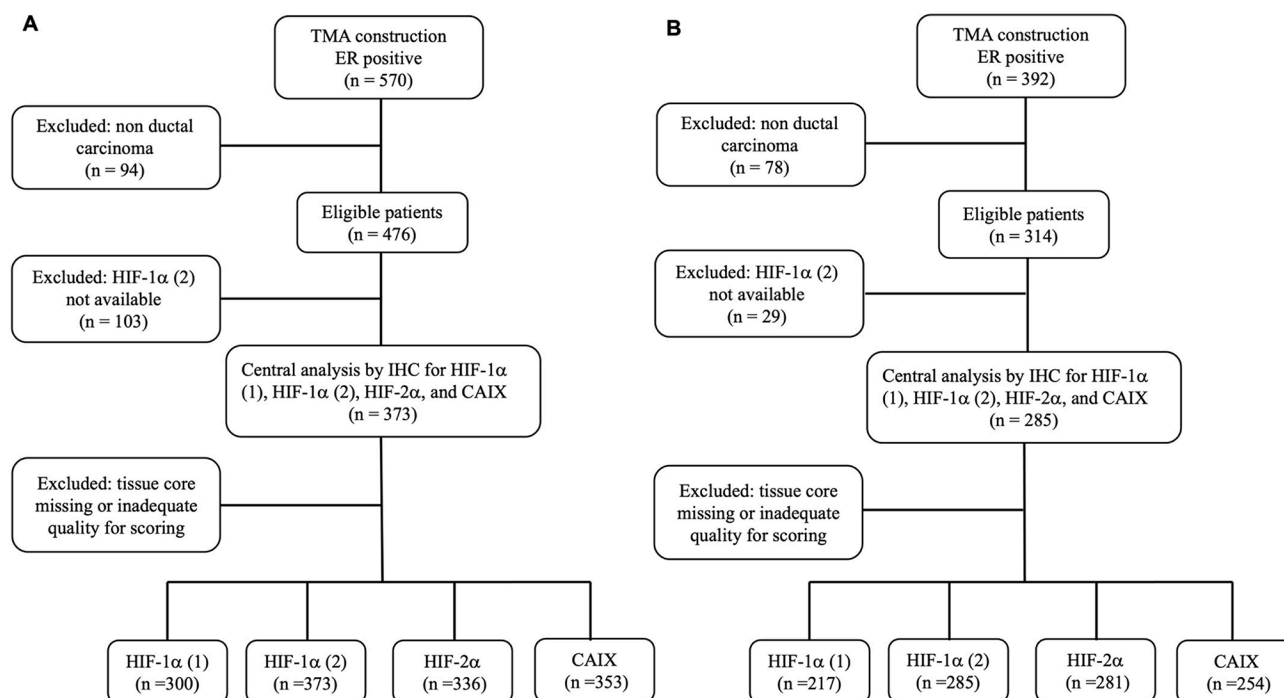 A
TMA construction
ER positive
(n = 570)
Excluded: non ductal
carcinoma
(n = 94)
Eligible patients
(n = 476)
Excluded: HIF-1α (2)
not available
(n = 103)
Central analysis by IHC for HIF-1α
(1), HIF-1α (2), HIF-2α, and CAIX
(n = 373)
Excluded: tissue core
missing or inadequate
quality for scoring
HIF-1α (1)
(n =300)
HIF-1α (2)
(n =373)
HIF-2α
(n =336)
CAIX
(n =353)
B
TMA construction
ER positive
(n = 392)
Excluded: non ductal
carcinoma
(n = 78)
Eligible patients
(n = 314)
Excluded: HIF-1α (2)
not available
(n = 29)
Central analysis by IHC for HIF-1α
(1), HIF-1α (2), HIF-2α, and CAIX
(n = 285)
Excluded: tissue core
missing or inadequate
quality for scoring
HIF-1α (1)
(n =217)
HIF-1α (2)
(n =285)
HIF-2α
(n =281)
CAIX
(n =254)